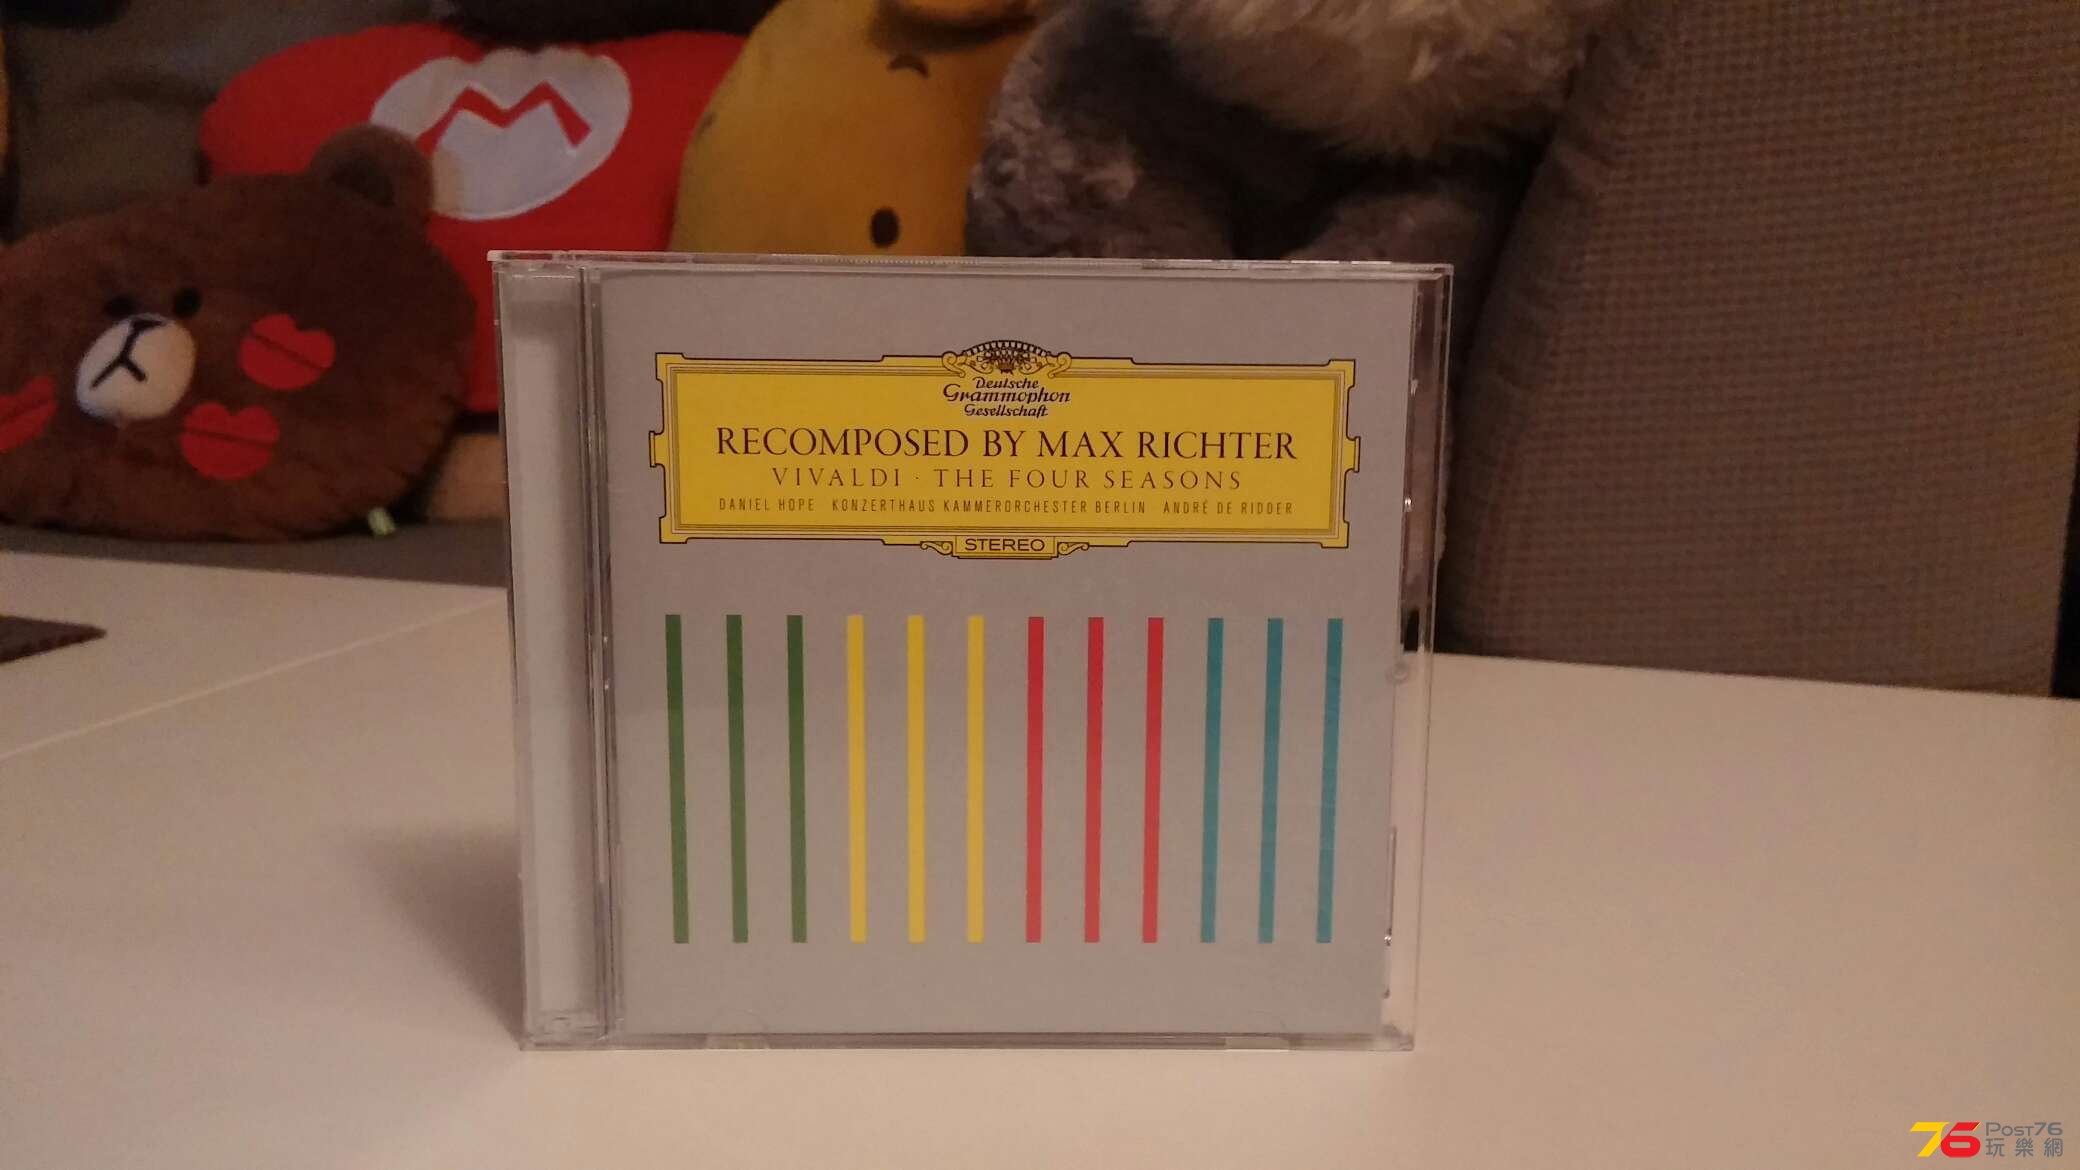 M
Deutsche
Grammophon
Gesellschaft
RECOMPOSED BY MAX RICHTER
VIVALDI · THE FOUR SEASONS
DANIEL HOPE KONZERTHAUS KAMMERORCHESTER BERLIN · ANDRÉ DE RIDDER
STEREO
76 POST76
玩樂網